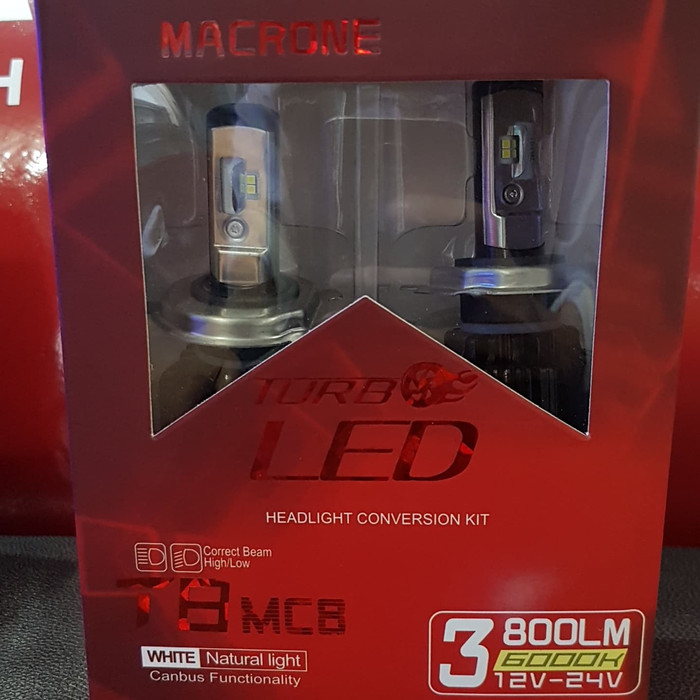 H
MACRONE
TURBO
LED
HEADLIGHT CONVERSION KIT
Correct Beam
High/Low
T8 MCB
WHITE Natural light
Canbus Functionality
3800LM
6000K
12V-24V